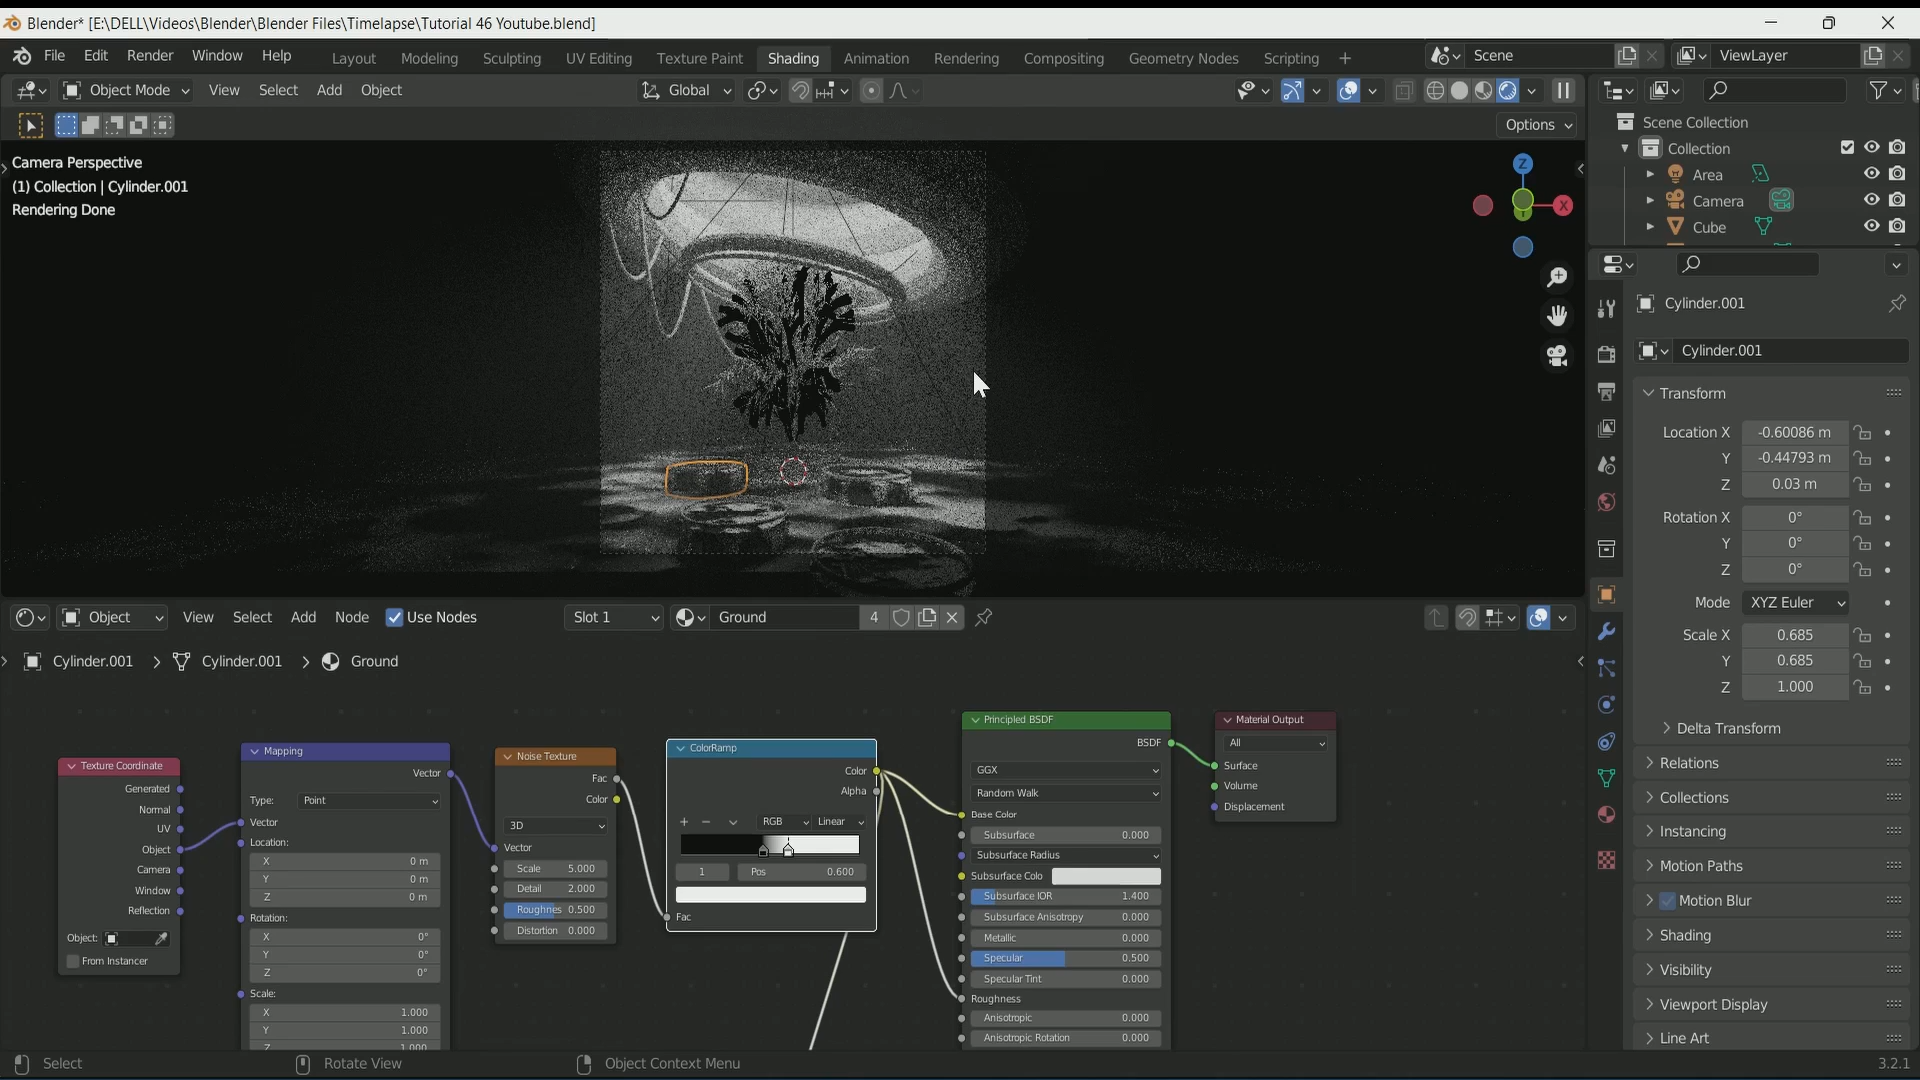 Blender* [E:\DELL\Videos\Blender\Blender Files\Timelapse\Tutorial 46 Youtube.blend]
File Edit Render Window Help Layout Modeling Sculpting UV Editing Texture Paint Shading Animation Rendering Compositing Geometry Nodes Scripting Scene ViewLayer
Object Mode View Select Add Object Global
Options
Camera Perspective
(1) Collection | Cylinder.001
Rendering Done
Z
X
Y
Scene Collection
Collection
Area
Camera
Cube
Cylinder.001
Cylinder.001
Transform
Location X -0.60086 m
Y -0.44793 m
Z 0.03 m
Rotation X 0°
Y 0°
Z 0°
Mode XYZ Euler
Scale X 0.685
Y 0.685
Z 1.000
Delta Transform
Relations
Collections
Instancing
Motion Paths
Motion Blur
Shading
Visibility
Viewport Display
Line Art
Object View Select Add Node Use Nodes Slot 1 Ground 4
Cylinder.001 > Cylinder.001 > Ground
Texture Coordinate
Generated
Normal
UV
Object
Camera
Window
Reflection
Object:
From Instancer
Mapping
Vector
Type: Point
Vector
Location:
X 0 m
Y 0 m
Z 0 m
Rotation:
X 0°
Y 0°
Z 0°
Scale:
X 1.000
Y 1.000
Z 1.000
Noise Texture
Fac
Color
3D
Vector
Scale 5.000
Detail 2.000
Roughnes 0.500
Distortion 0.000
ColorRamp
Color
Alpha
RGB Linear
1 Pos 0.600
Fac
Principled BSDF
BSDF
GGX
Random Walk
Base Color
Subsurface 0.000
Subsurface Radius
Subsurface Colo
Subsurface IOR 1.400
Subsurface Anisotropy 0.000
Metallic 0.000
Specular 0.500
Specular Tint 0.000
Roughness
Anisotropic 0.000
Anisotropic Rotation 0.000
Material Output
All
Surface
Volume
Displacement
Select Rotate View Object Context Menu 3.2.1